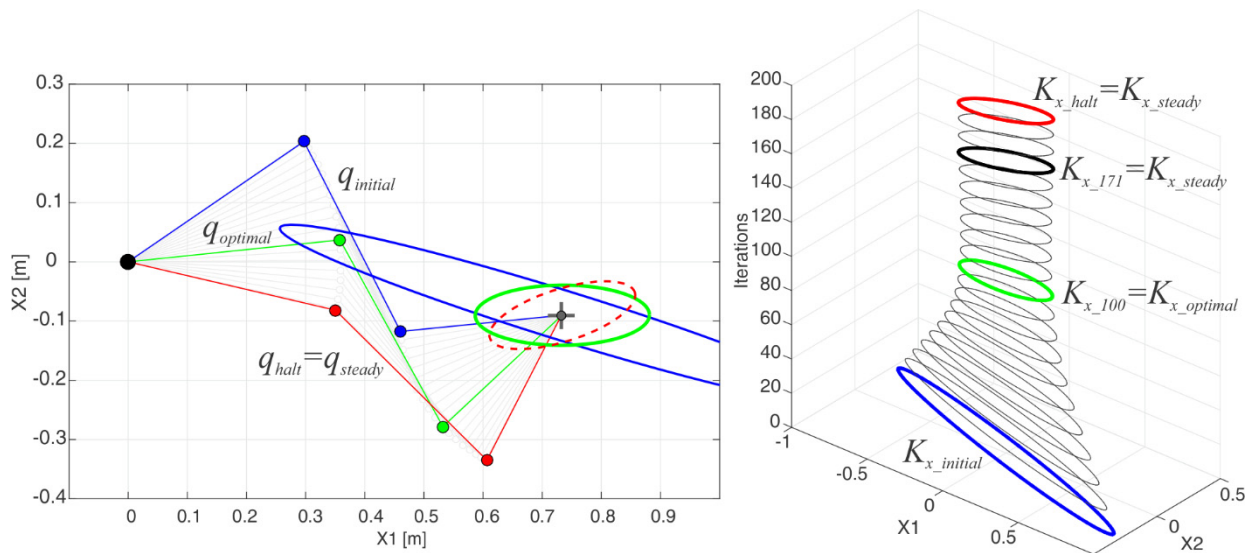 0.3
0.2
0.1
0
-0.1
-0.2
-0.3
-0.4
X2 [m]
0 0.1 0.2 0.3 0.4 0.5 0.6 0.7 0.8 0.9
X1 [m]
q_initial
q_optimal
q_halt=q_steady
200
180
160
140
120
100
80
60
40
20
0
Iterations
-1 -0.5 0 0.5
X1
0.5
0
X2
K_x_halt=K_x_steady
K_x_171=K_x_steady
K_x_100=K_x_optimal
K_x_initial